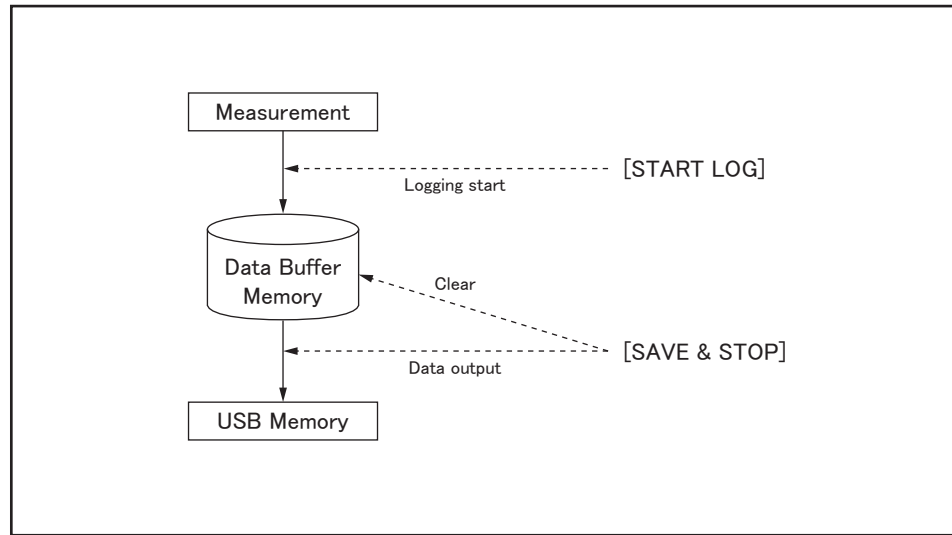 Measurement
[START LOG]
Logging start
Data Buffer
Memory
Clear
[SAVE & STOP]
Data output
USB Memory